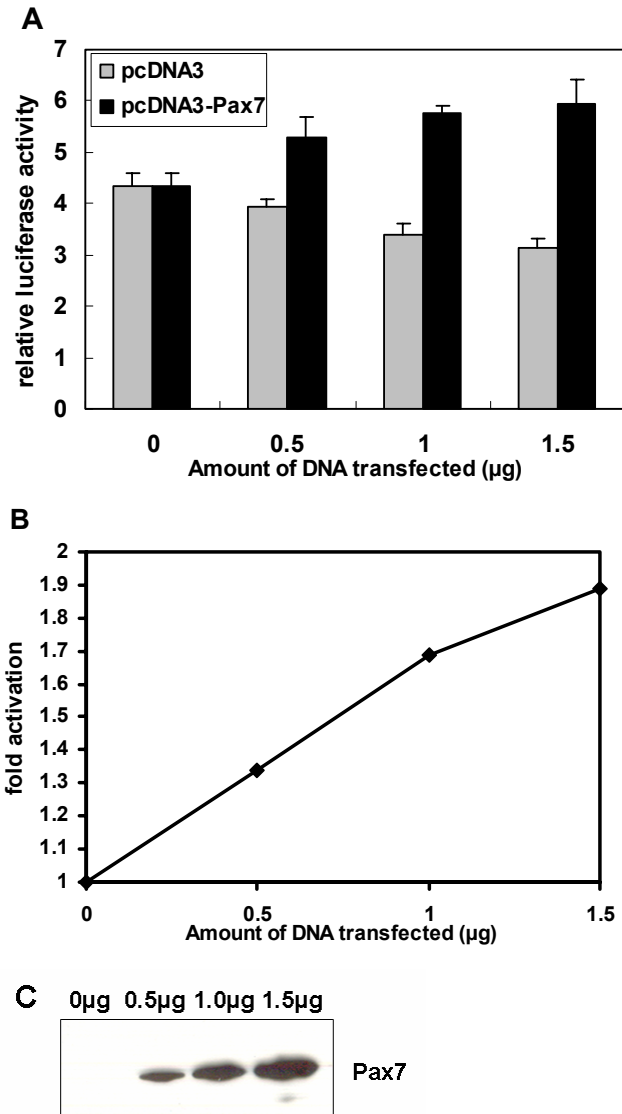 A
7
6
5
4
3
2
1
0
relative luciferase activity
pcDNA3
pcDNA3-Pax7
0 0.5 1 1.5
Amount of DNA transfected (µg)
B
2
1.9
1.8
1.7
1.6
1.5
1.4
1.3
1.2
1.1
1
fold activation
0 0.5 1 1.5
Amount of DNA transfected (µg)
C 0µg 0.5µg 1.0µg 1.5µg
Pax7